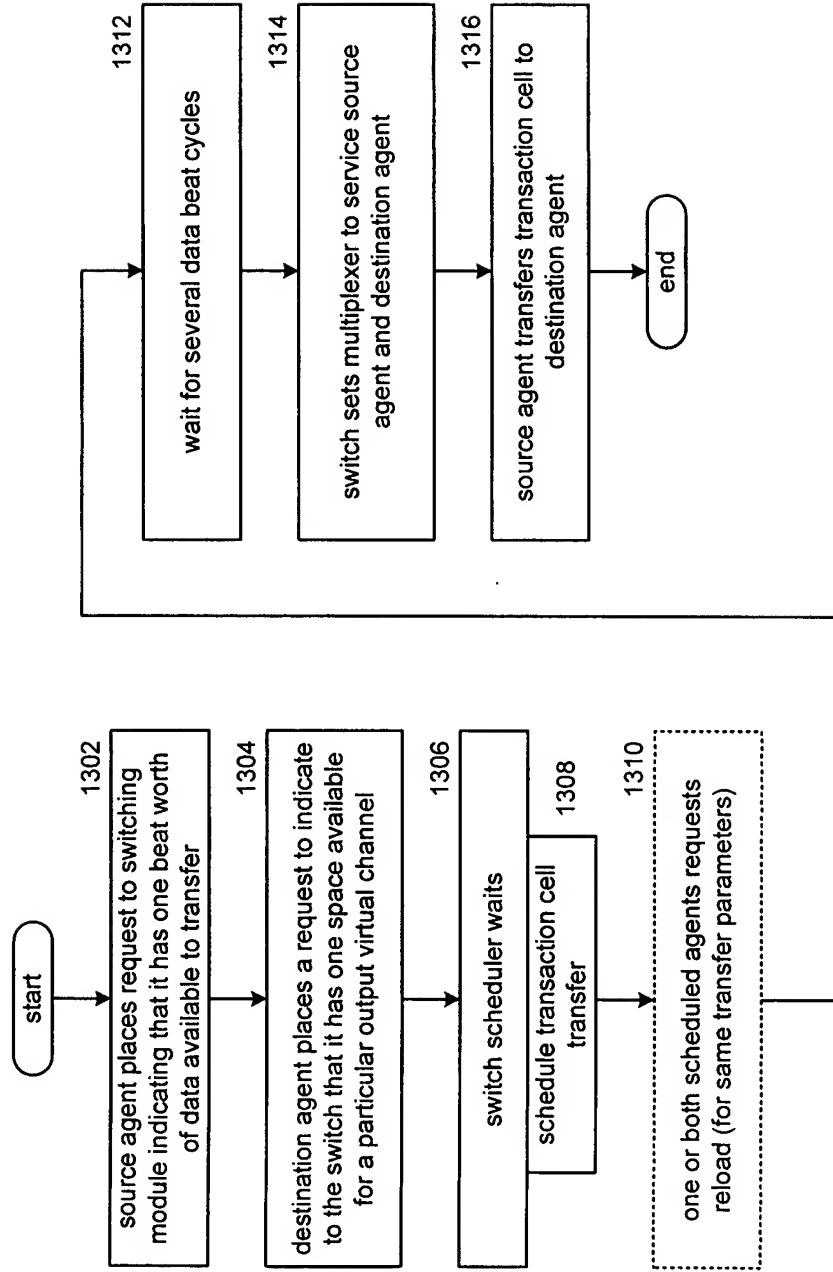 start
1302
source agent places request to switching
module indicating that it has one beat worth
of data available to transfer
1304
destination agent places a request to indicate
to the switch that it has one space available
for a particular output virtual channel
1306
switch scheduler waits
1308
schedule transaction cell
transfer
1310
one or both scheduled agents requests
reload (for same transfer parameters)
1312
wait for several data beat cycles
1314
switch sets multiplexer to service source
agent and destination agent
1316
source agent transfers transaction cell to
destination agent
end